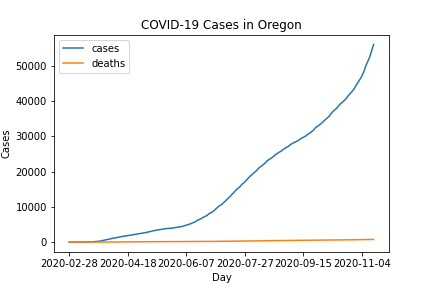 COVID-19 Cases in Oregon
cases
deaths
50000
40000
30000
20000
10000
0
Cases
2020-02-28 2020-04-18 2020-06-07 2020-07-27 2020-09-15 2020-11-04
Day